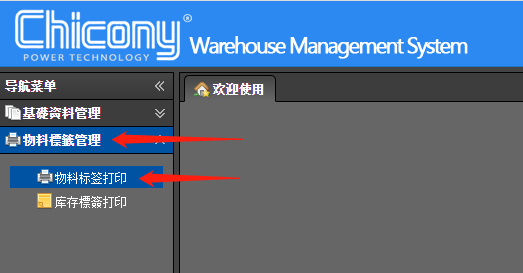 Chicony®
POWER TECHNOLOGY
Warehouse Management System
导航菜单
欢迎使用
基礎資料管理
物料標籤管理
物料标签打印
库存標簽打印